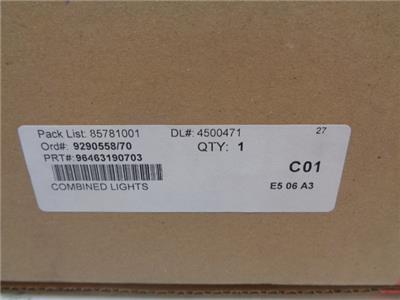 Pack List: 85781001 DL#: 4500471 27
Ord#: 9290558/70 QTY: 1
PRT#: 96463190703
C01
COMBINED LIGHTS E5 06 A3